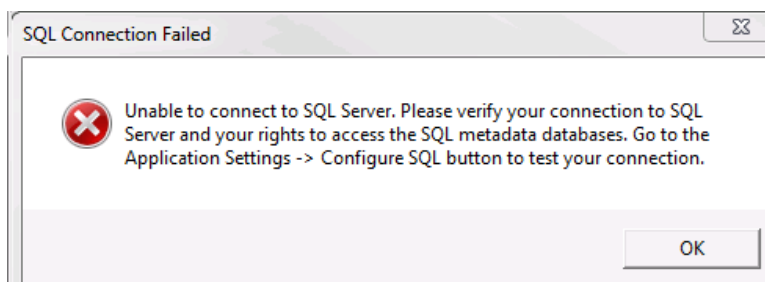 SQL Connection Failed
Unable to connect to SQL Server. Please verify your connection to SQL
Server and your rights to access the SQL metadata databases. Go to the
Application Settings -> Configure SQL button to test your connection.
OK